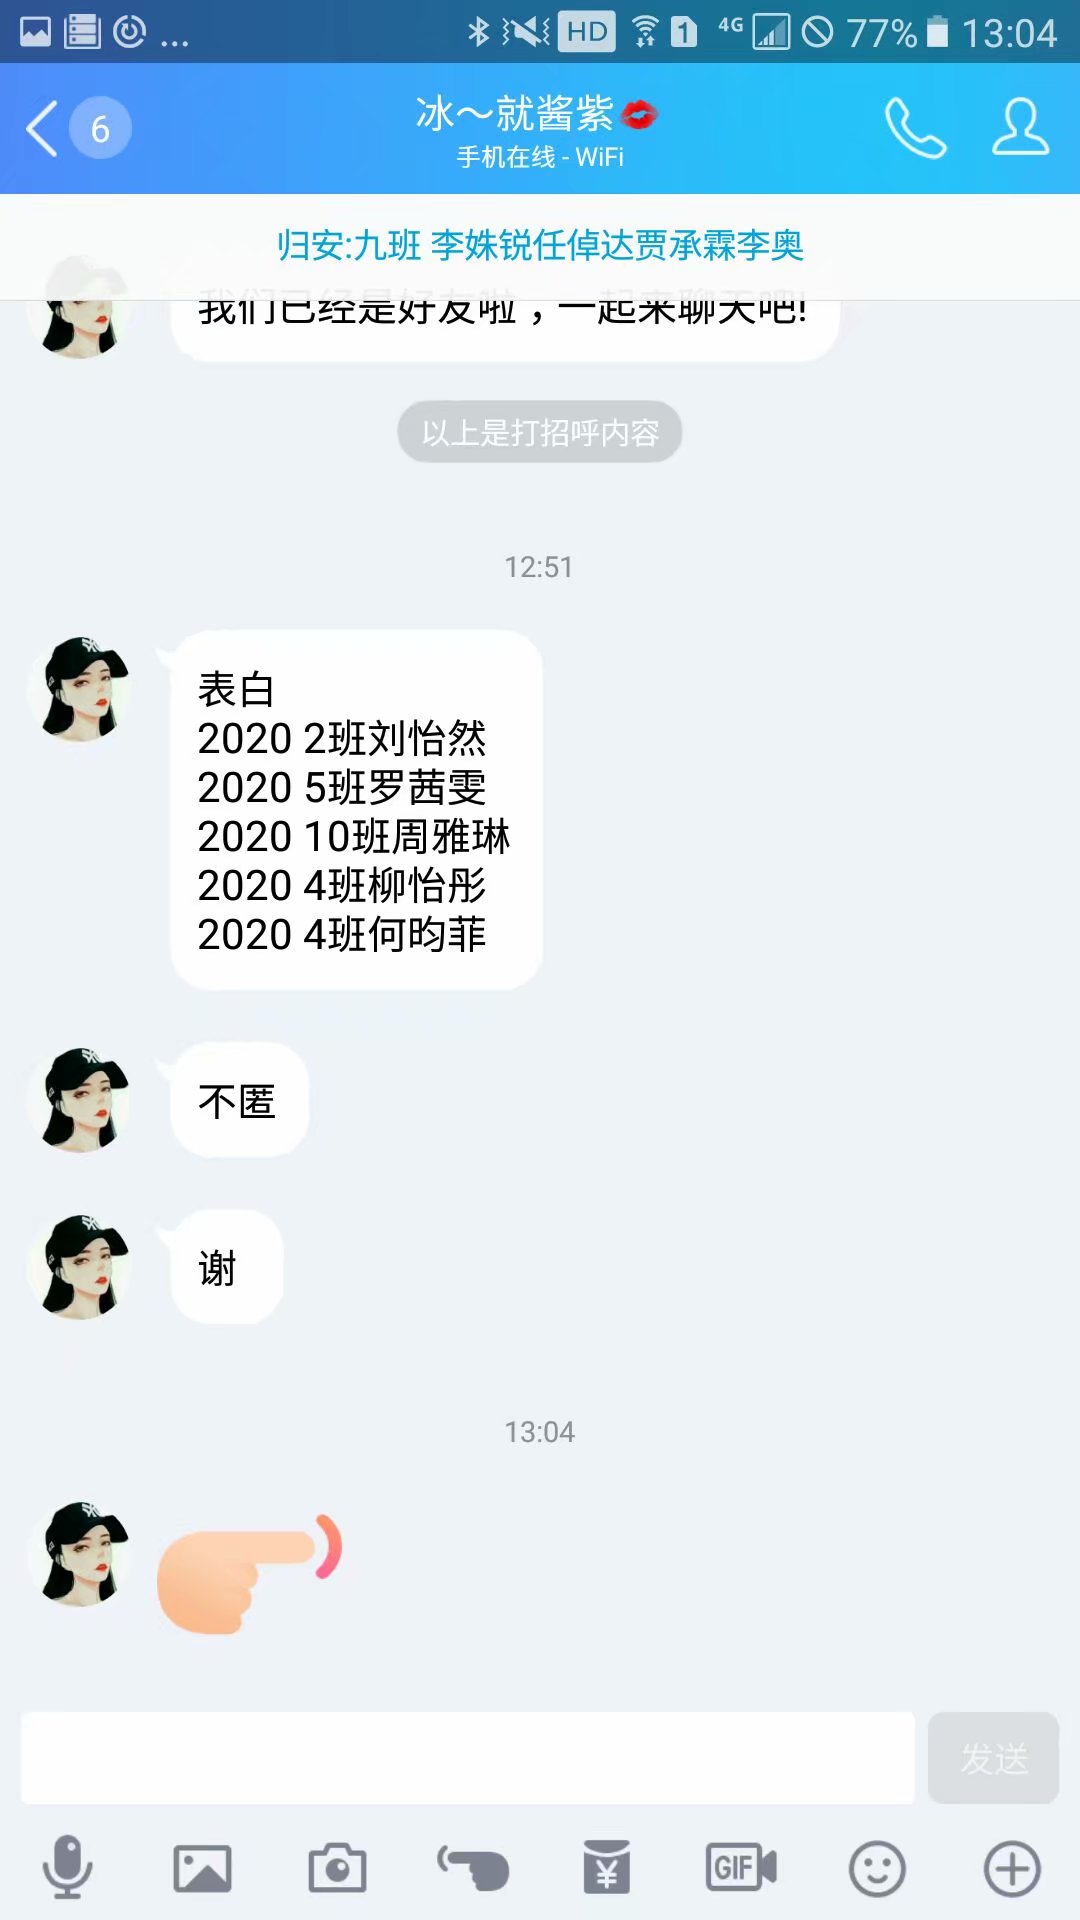 ... HD 1 4G 77% 13:04
6
冰～就酱紫
手机在线 - WiFi
归安:九班 李姝锐任倬达贾承霖李奥
我们已经是好友啦，一起来聊天吧!
以上是打招呼内容
12:51
表白
2020 2班刘怡然
2020 5班罗茜雯
2020 10班周雅琳
2020 4班柳怡彤
2020 4班何昀菲
不匿
谢
13:04
发送
¥
GIF